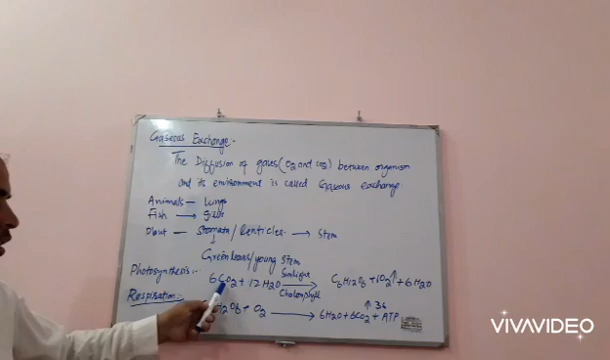 Gaseous Exchange:-
The Diffusion of gases (O2 and CO2) between organism
and its environment is called Gaseous exchange
Animals – Lungs
Fish → Gills
Plant – Stomata/Lenticles → Stem
↓
Green leaves/young Stem
Photosynthesis:-
6CO2 + 12H2O Sunlight Cholorophyll → C6H12O6 + 6O2↑ + 6H2O
Respiration:-
+ O2 → 6H2O + 6CO2 + ATP
↑ 36
VIVAVIDEO